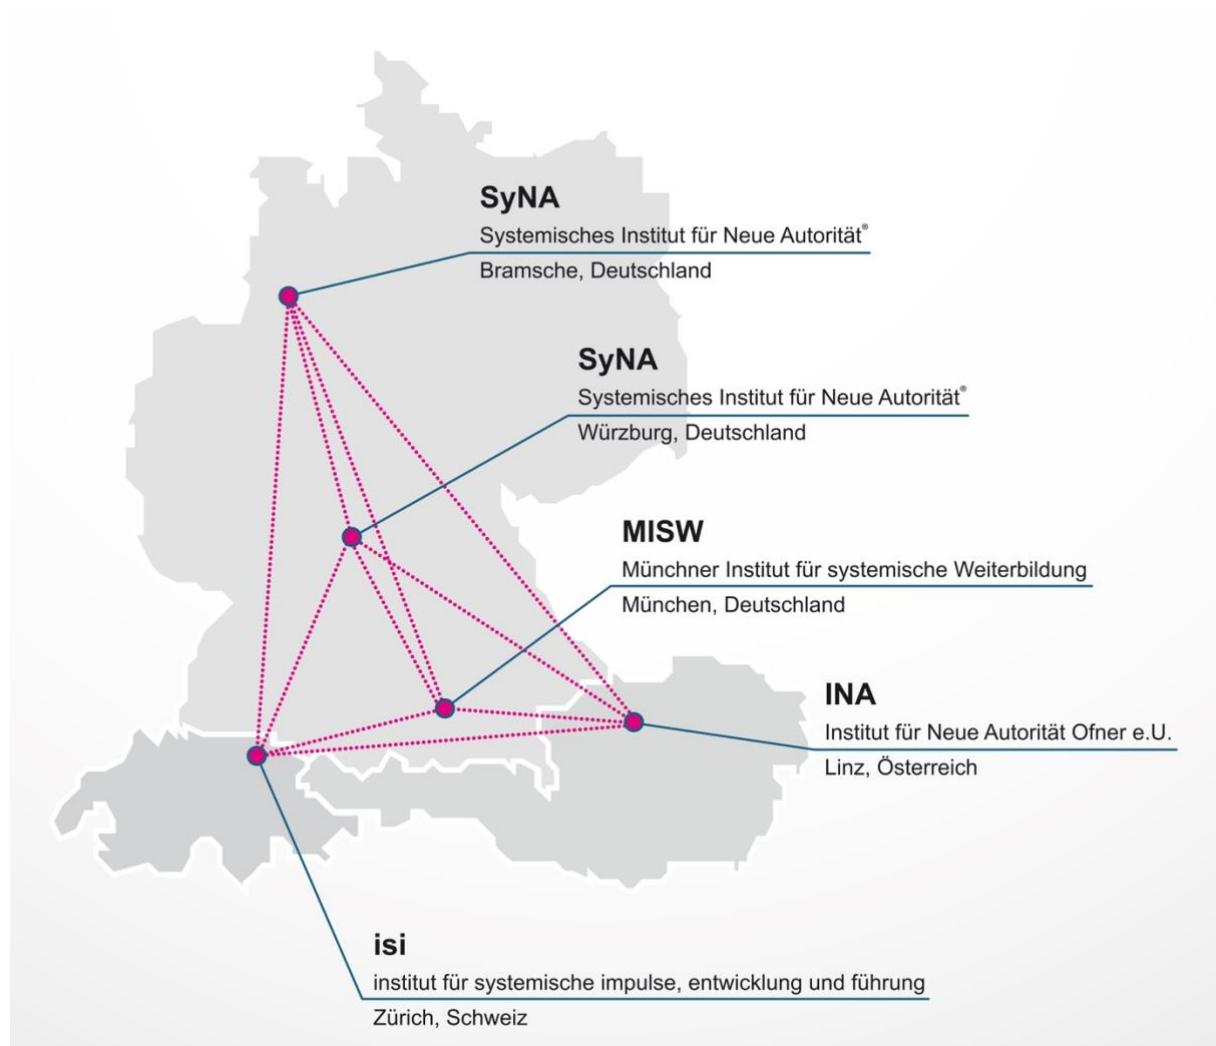 SyNA
Systemisches Institut für Neue Autorität®
Bramsche, Deutschland
SyNA
Systemisches Institut für Neue Autorität®
Würzburg, Deutschland
MISW
Münchner Institut für systemische Weiterbildung
München, Deutschland
INA
Institut für Neue Autorität Ofner e.U.
Linz, Österreich
isi
institut für systemische impulse, entwicklung und führung
Zürich, Schweiz